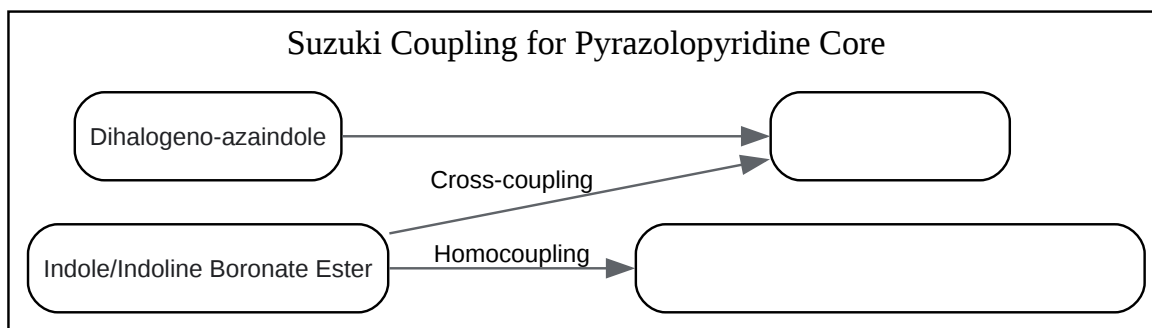 Suzuki Coupling for Pyrazolopyridine Core
Dihalogeno-azaindole
Cross-coupling
Indole/Indoline Boronate Ester
Homocoupling